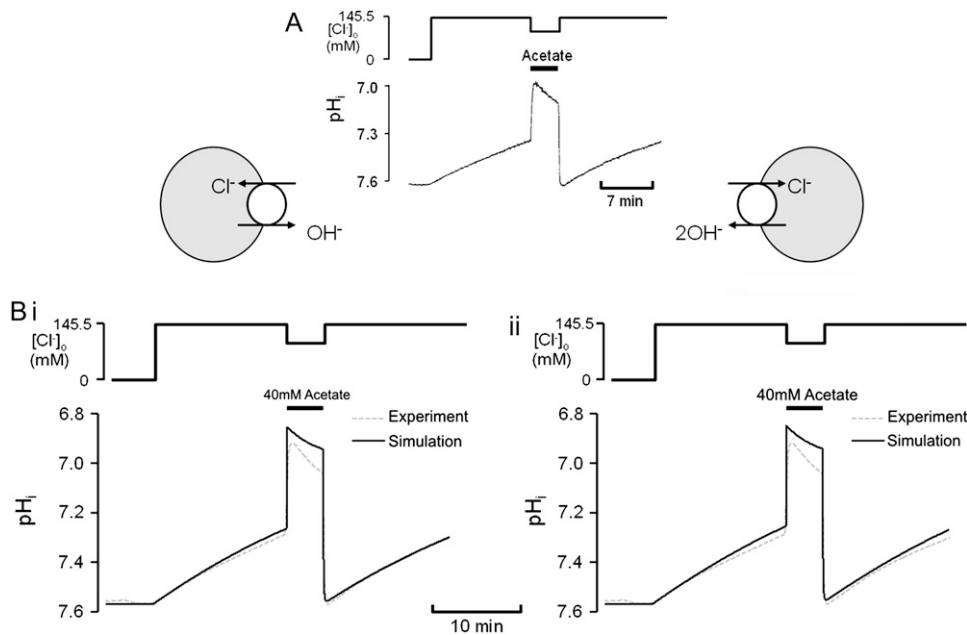 A
145.5
[Cl-]o
(mM)
0
Acetate
7.0
7.3
7.6
pHi
7 min
Cl-
OH-
Cl-
2OH-
B i
145.5
[Cl-]o
(mM)
0
40mM Acetate
Experiment
Simulation
6.8
7.0
7.2
7.4
7.6
pHi
10 min
ii
145.5
[Cl-]o
(mM)
0
40mM Acetate
Experiment
Simulation
6.8
7.0
7.2
7.4
7.6
pHi